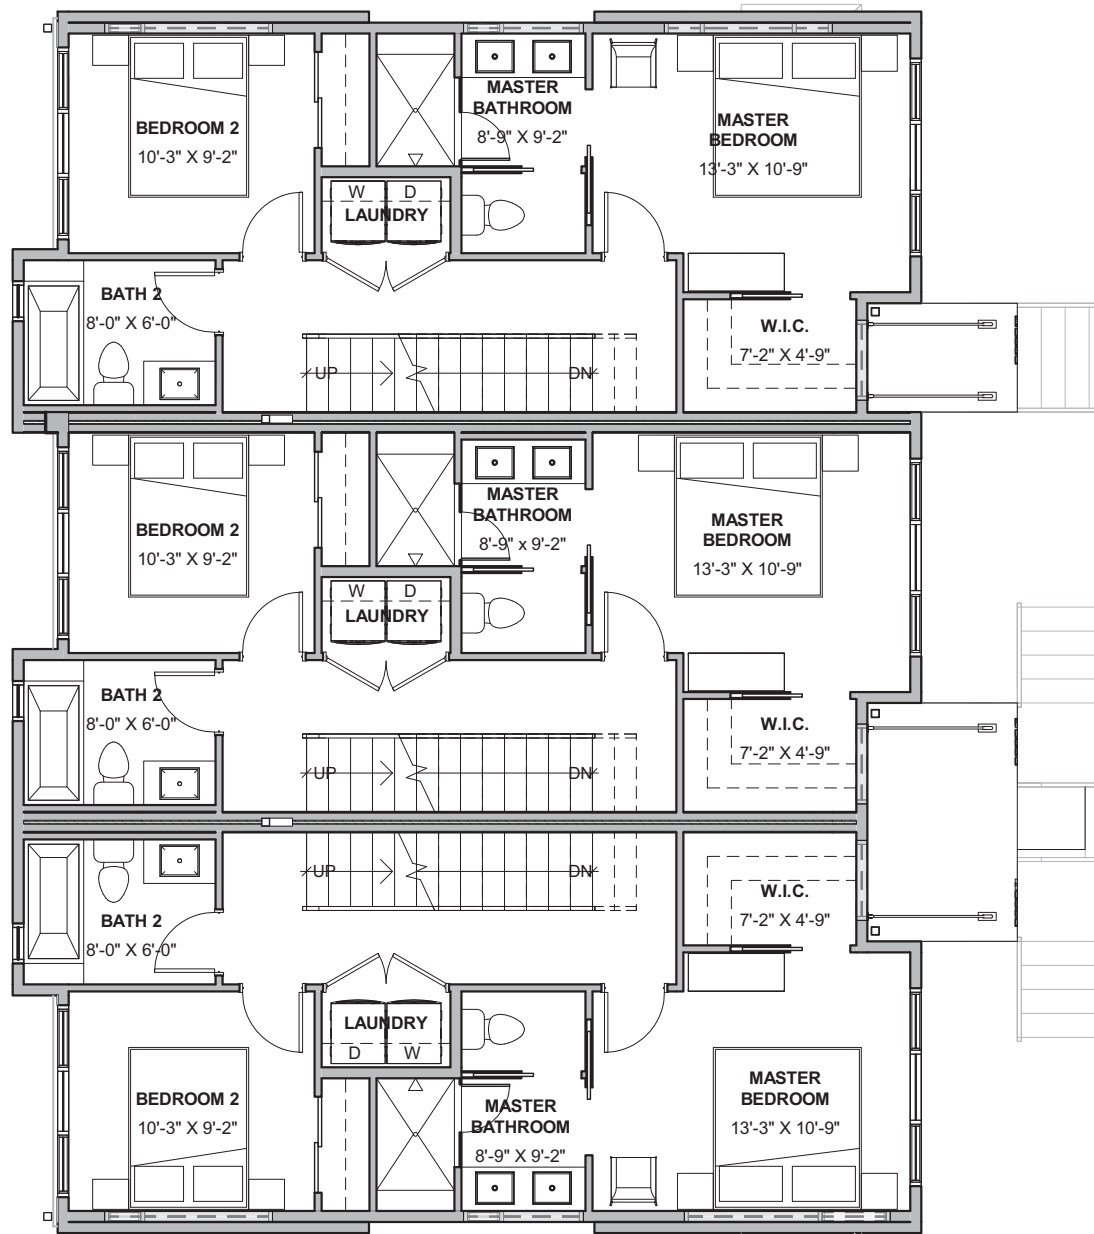 BEDROOM 2
10'-3" X 9'-2"
MASTER
BATHROOM
8'-9" X 9'-2"
MASTER
BEDROOM
13'-3" X 10'-9"
W D
LAUNDRY
BATH 2
8'-0" X 6'-0"
UP
DN
W.I.C.
7'-2" X 4'-9"
BEDROOM 2
10'-3" X 9'-2"
MASTER
BATHROOM
8'-9" x 9'-2"
MASTER
BEDROOM
13'-3" X 10'-9"
W D
LAUNDRY
BATH 2
8'-0" X 6'-0"
UP
DN
W.I.C.
7'-2" X 4'-9"
UP
DN
W.I.C.
7'-2" X 4'-9"
BATH 2
8'-0" X 6'-0"
LAUNDRY
D W
BEDROOM 2
10'-3" X 9'-2"
MASTER
BATHROOM
8'-9" X 9'-2"
MASTER
BEDROOM
13'-3" X 10'-9"